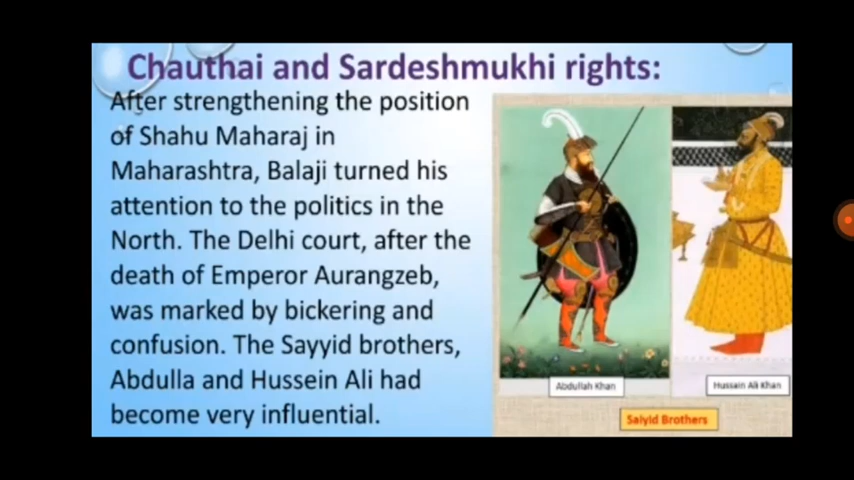 Chauthai and Sardeshmukhi rights:
After strengthening the position
of Shahu Maharaj in
Maharashtra, Balaji turned his
attention to the politics in the
North. The Delhi court, after the
death of Emperor Aurangzeb,
was marked by bickering and
confusion. The Sayyid brothers,
Abdulla and Hussein Ali had
become very influential.
Abdullah Khan
Hussain Ali Khan
Saiyid Brothers